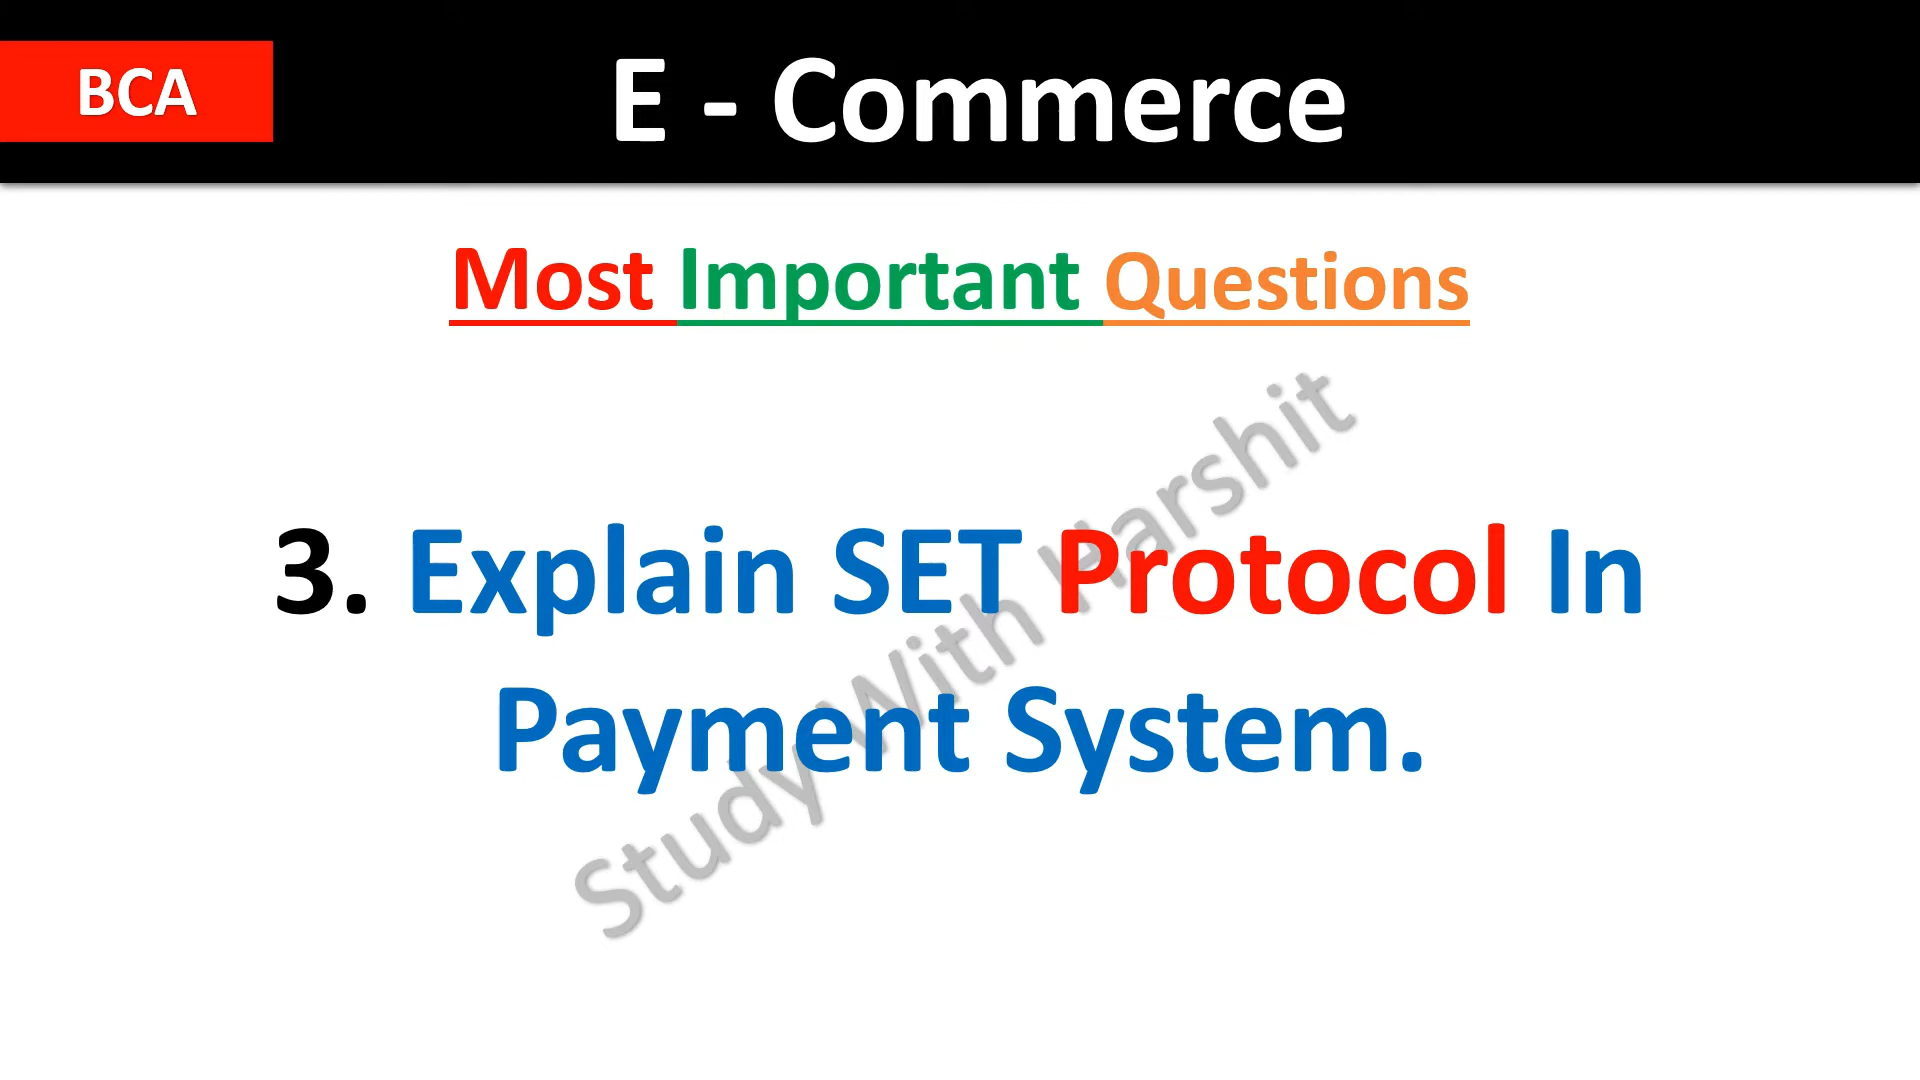 BCA
E - Commerce
Most Important Questions
3. Explain SET Protocol In
Payment System.
Study With Harshit